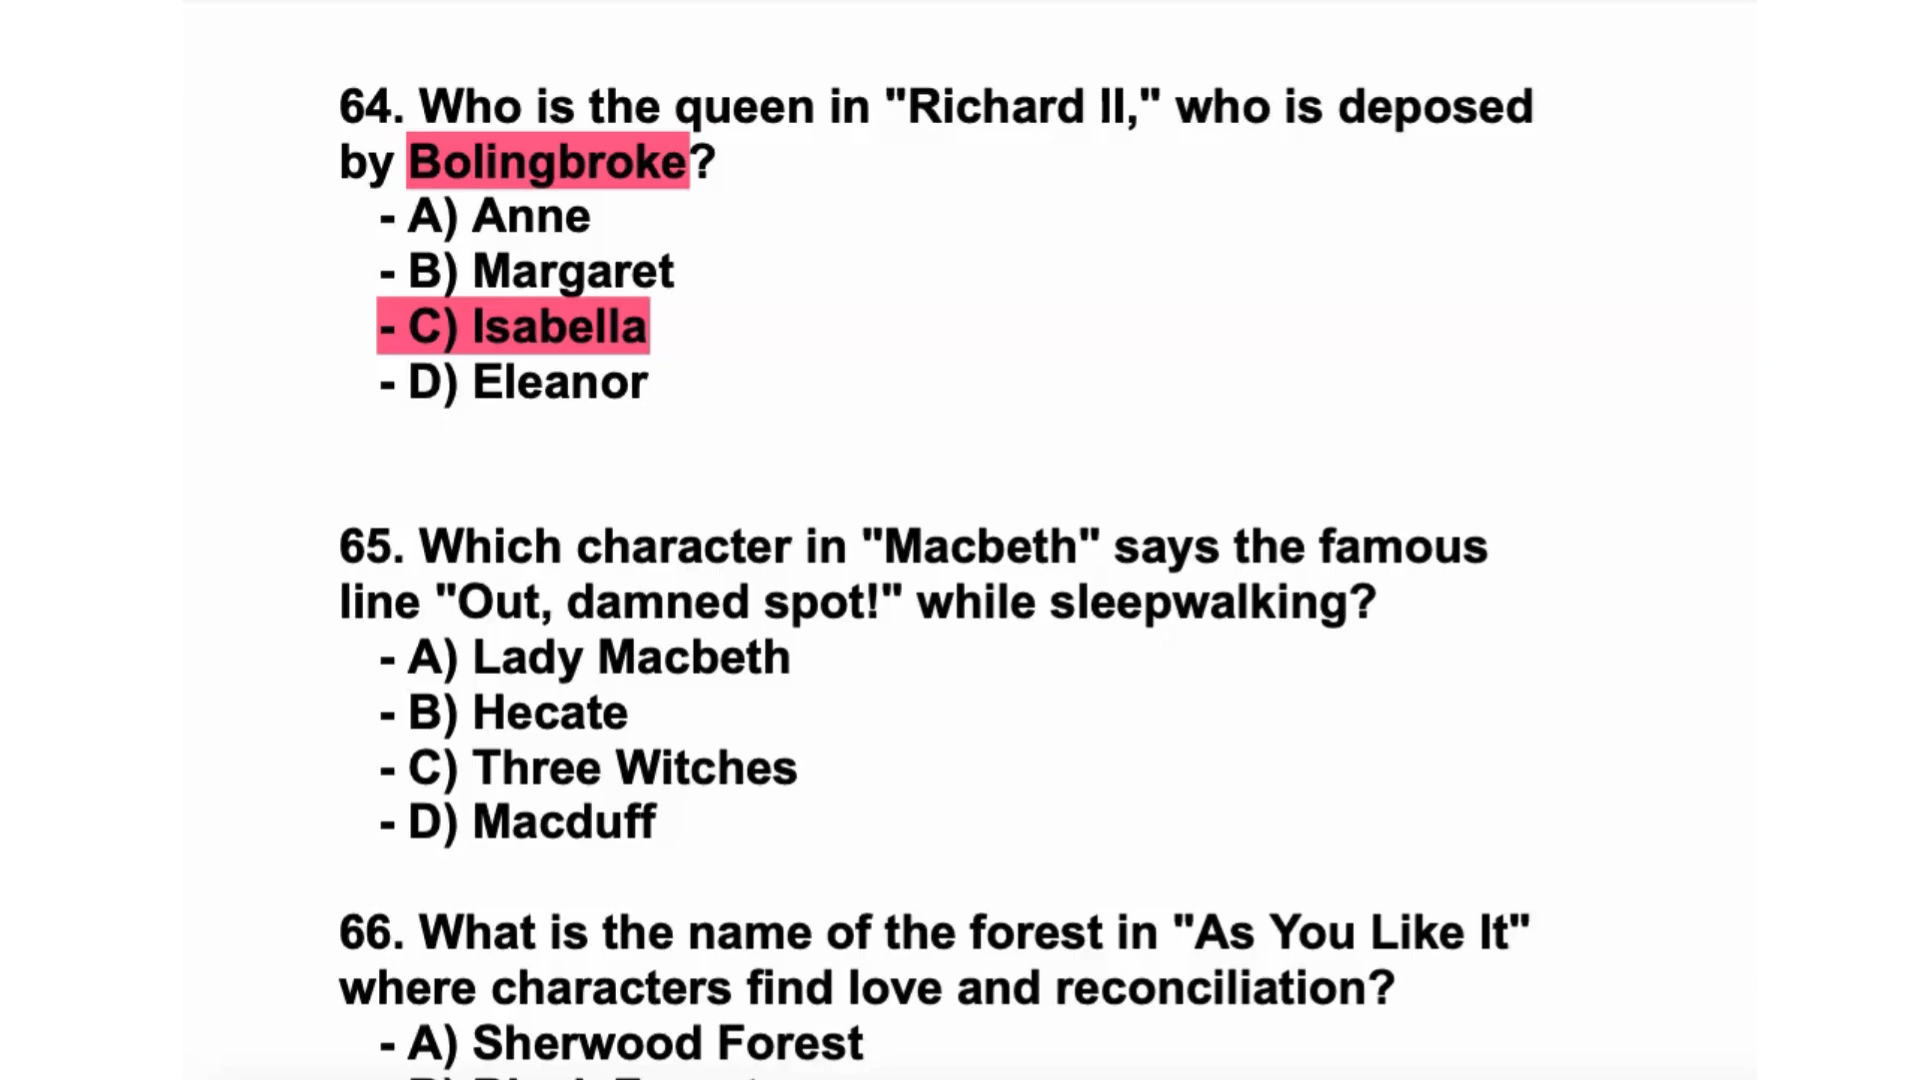 64. Who is the queen in "Richard II," who is deposed
by Bolingbroke?
- A) Anne
- B) Margaret
- C) Isabella
- D) Eleanor
65. Which character in "Macbeth" says the famous
line "Out, damned spot!" while sleepwalking?
- A) Lady Macbeth
- B) Hecate
- C) Three Witches
- D) Macduff
66. What is the name of the forest in "As You Like It"
where characters find love and reconciliation?
- A) Sherwood Forest